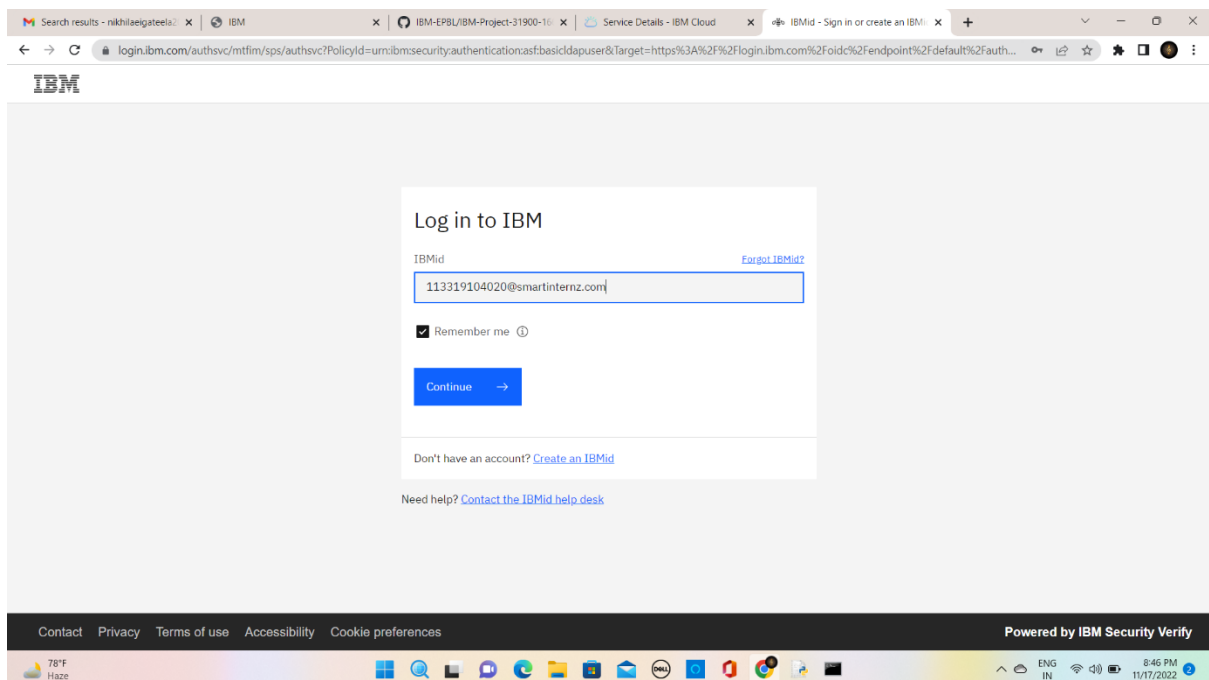 Search results - nikhilaeigateela2
IBM
IBM-EPBL/IBM-Project-31900-16
Service Details - IBM Cloud
IBMid - Sign in or create an IBMi
login.ibm.com/authsvc/mtfim/sps/authsvc?PolicyId=urn:ibm:security:authentication:asf:basicldapuser&Target=https%3A%2F%2Flogin.ibm.com%2Foidc%2Fendpoint%2Fdefault%2Fauth...
IBM
Log in to IBM
IBMid
Forgot IBMid?
113319104020@smartinternz.com
Remember me
Continue →
Don't have an account? Create an IBMid
Need help? Contact the IBMid help desk
Contact Privacy Terms of use Accessibility Cookie preferences
Powered by IBM Security Verify
78°F
Haze
DELL
ENG
IN
8:46 PM
11/17/2022
2